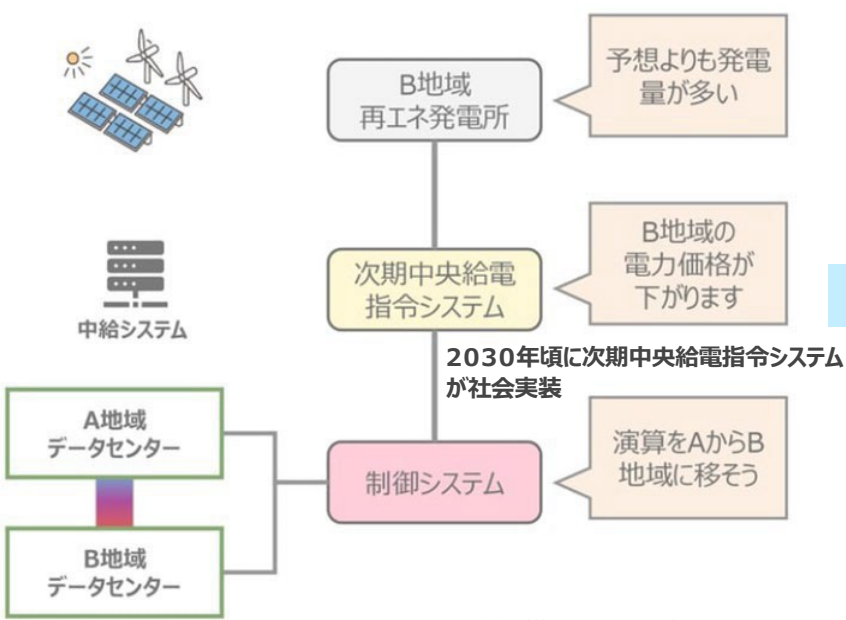 B地域
再エネ発電所
予想よりも発電
量が多い
中給システム
次期中央給電
指令システム
B地域の
電力価格が
下がります
2030年頃に次期中央給電指令システム
が社会実装
A地域
データセンター
B地域
データセンター
制御システム
演算をAからB
地域に移そう